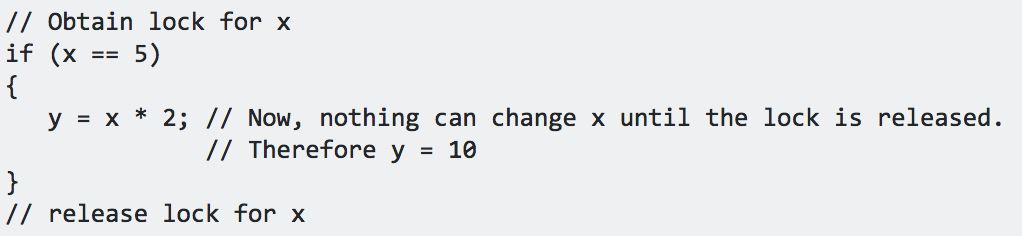 // Obtain lock for x
if (x == 5)
{
   y = x * 2; // Now, nothing can change x until the lock is released.
              // Therefore y = 10
}
// release lock for x